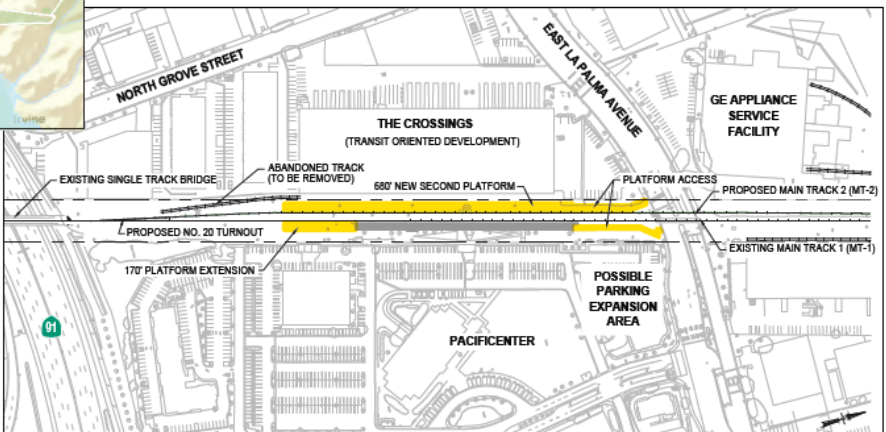 Irvine
NORTH GROVE STREET
EAST LA PALMA AVENUE
THE CROSSINGS
(TRANSIT ORIENTED DEVELOPMENT)
GE APPLIANCE
SERVICE
FACILITY
EXISTING SINGLE TRACK BRIDGE
ABANDONED TRACK
(TO BE REMOVED)
680' NEW SECOND PLATFORM
PLATFORM ACCESS
PROPOSED MAIN TRACK 2 (MT-2)
PROPOSED NO. 20 TURNOUT
EXISTING MAIN TRACK 1 (MT-1)
170' PLATFORM EXTENSION
POSSIBLE
PARKING
EXPANSION
AREA
91
PACIFICENTER